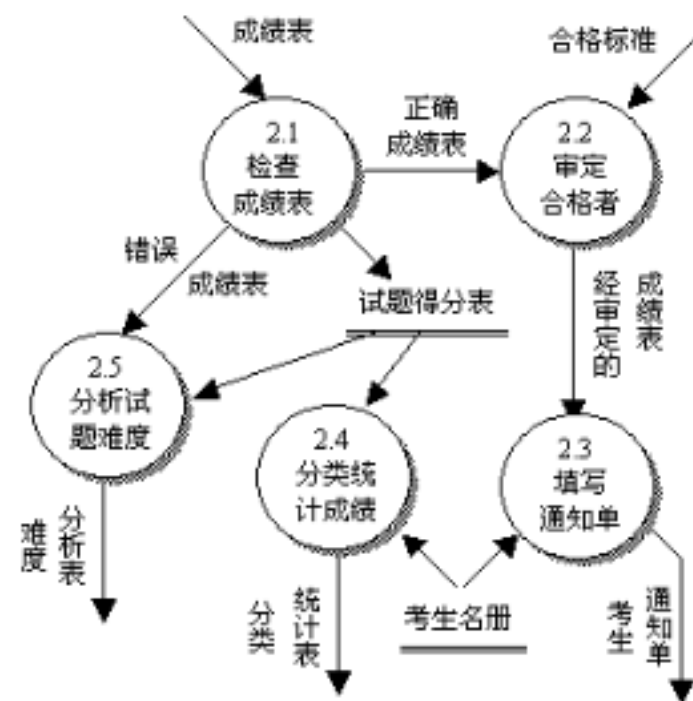 成绩表
合格标准
2.1
检查
成绩表
正确
成绩表
2.2
审定
合格者
错误
成绩表
试题得分表
经审定的
成绩表
2.5
分析试
题难度
2.4
分类统
计成绩
2.3
填写
通知单
难度
分析表
分类
统计表
考生名册
考生
通知单